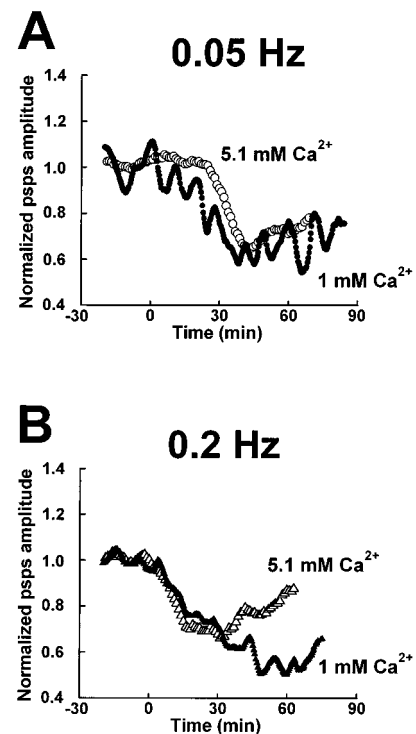 A
0.05 Hz
Normalized psps amplitude
1.4
1.2
1.0
0.8
0.6
0.4
5.1 mM Ca²⁺
1 mM Ca²⁺
-30 0 30 60 90
Time (min)
B
0.2 Hz
Normalized psps amplitude
1.4
1.2
1.0
0.8
0.6
0.4
5.1 mM Ca²⁺
1 mM Ca²⁺
-30 0 30 60 90
Time (min)